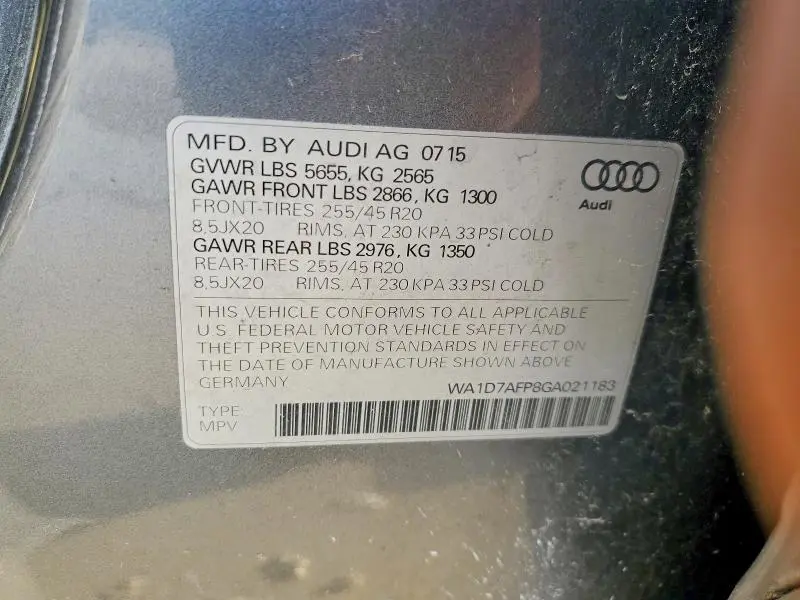 MFD. BY AUDI AG 07 15
GVWR LBS 5655, KG 2565
GAWR FRONT LBS 2866, KG 1300
FRONT-TIRES 255/45 R20
8,5JX20 RIMS, AT 230 KPA 33 PSI COLD
GAWR REAR LBS 2976, KG 1350
REAR-TIRES 255/45 R20
8,5JX20 RIMS, AT 230 KPA 33 PSI COLD
Audi
THIS VEHICLE CONFORMS TO ALL APPLICABLE
U.S. FEDERAL MOTOR VEHICLE SAFETY AND
THEFT PREVENTION STANDARDS IN EFFECT ON
THE DATE OF MANUFACTURE SHOWN ABOVE
GERMANY
WA1D7AFP8GA021183
TYPE:
MPV